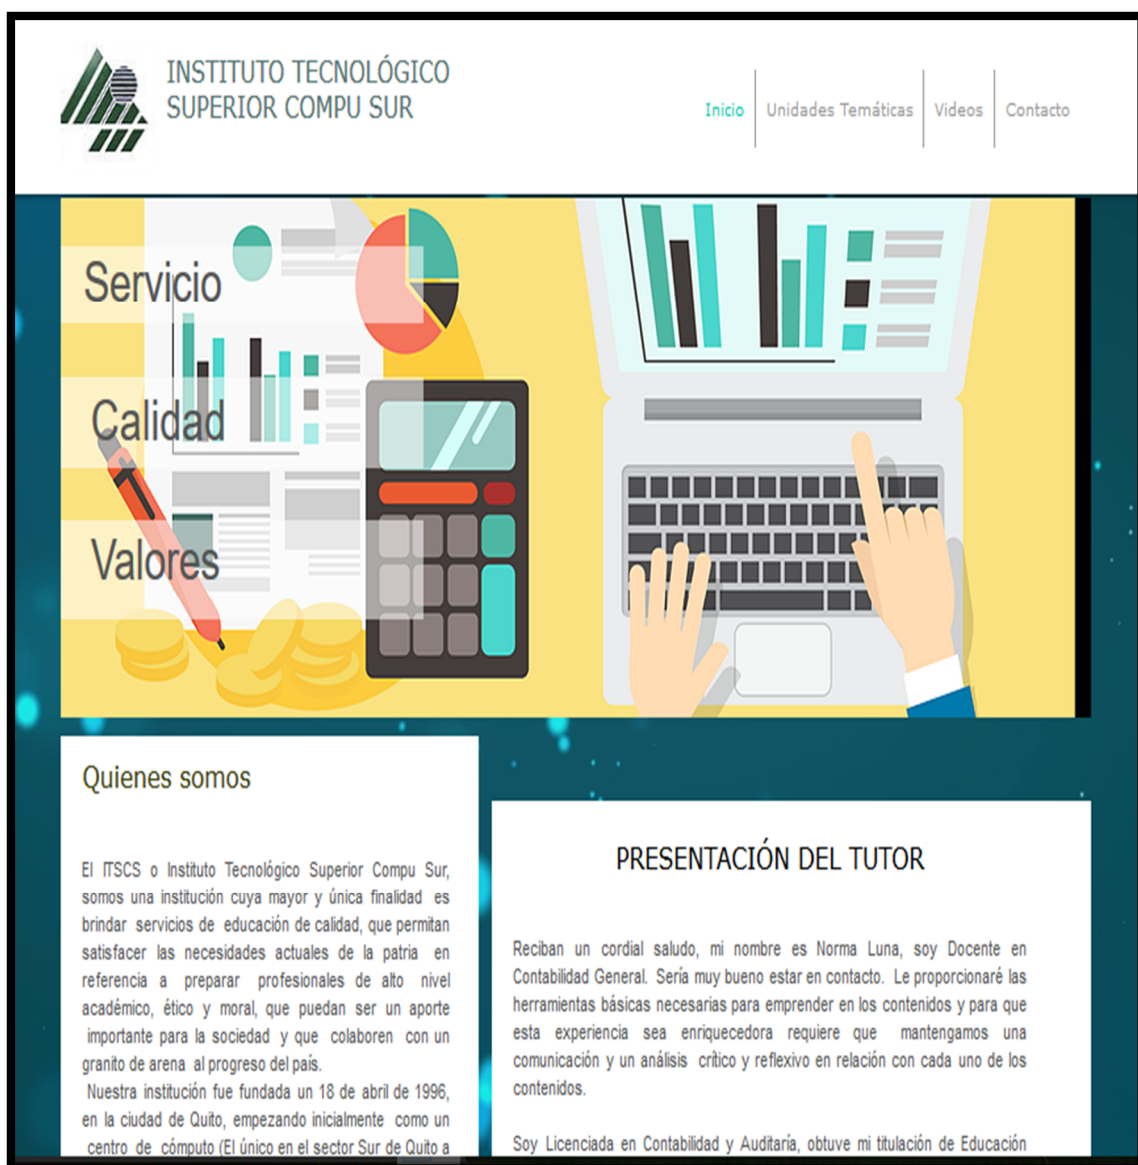 INSTITUTO TECNOLÓGICO
SUPERIOR COMPU SUR
Inicio
Unidades Temáticas
Videos
Contacto
Servicio
Calidad
Valores
Quienes somos
El ITSCS o Instituto Tecnológico Superior Compu Sur,
somos una institución cuya mayor y única finalidad es
brindar servicios de educación de calidad, que permitan
satisfacer las necesidades actuales de la patria en
referencia a preparar profesionales de alto nivel
académico, ético y moral, que puedan ser un aporte
importante para la sociedad y que colaboren con un
granito de arena al progreso del país.
Nuestra institución fue fundada un 18 de abril de 1996,
en la ciudad de Quito, empezando inicialmente como un
centro de cómputo (El único en el sector Sur de Quito a
PRESENTACIÓN DEL TUTOR
Reciban un cordial saludo, mi nombre es Norma Luna, soy Docente en
Contabilidad General. Sería muy bueno estar en contacto. Le proporcionaré las
herramientas básicas necesarias para emprender en los contenidos y para que
esta experiencia sea enriquecedora requiere que mantengamos una
comunicación y un análisis crítico y reflexivo en relación con cada uno de los
contenidos.
Soy Licenciada en Contabilidad y Auditaría, obtuve mi titulación de Educación